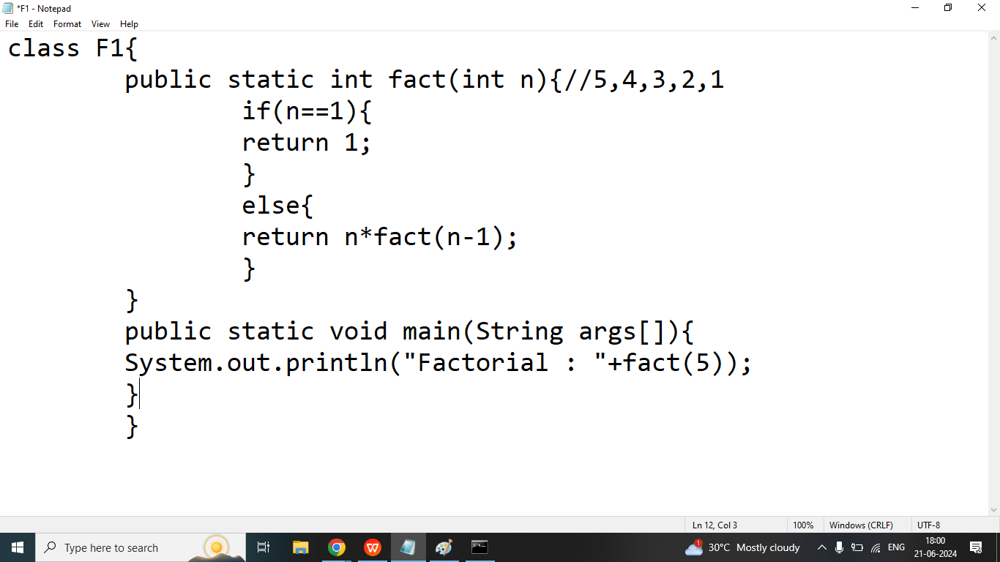 *F1 - Notepad
File Edit Format View Help
class F1{
public static int fact(int n){//5,4,3,2,1
if(n==1){
return 1;
}
else{
return n*fact(n-1);
}
}
public static void main(String args[]){
System.out.println("Factorial : "+fact(5));
}
}
Ln 12, Col 3 100% Windows (CRLF) UTF-8
Type here to search W C:\. 1 30°C Mostly cloudy ENG 18:00
21-06-2024